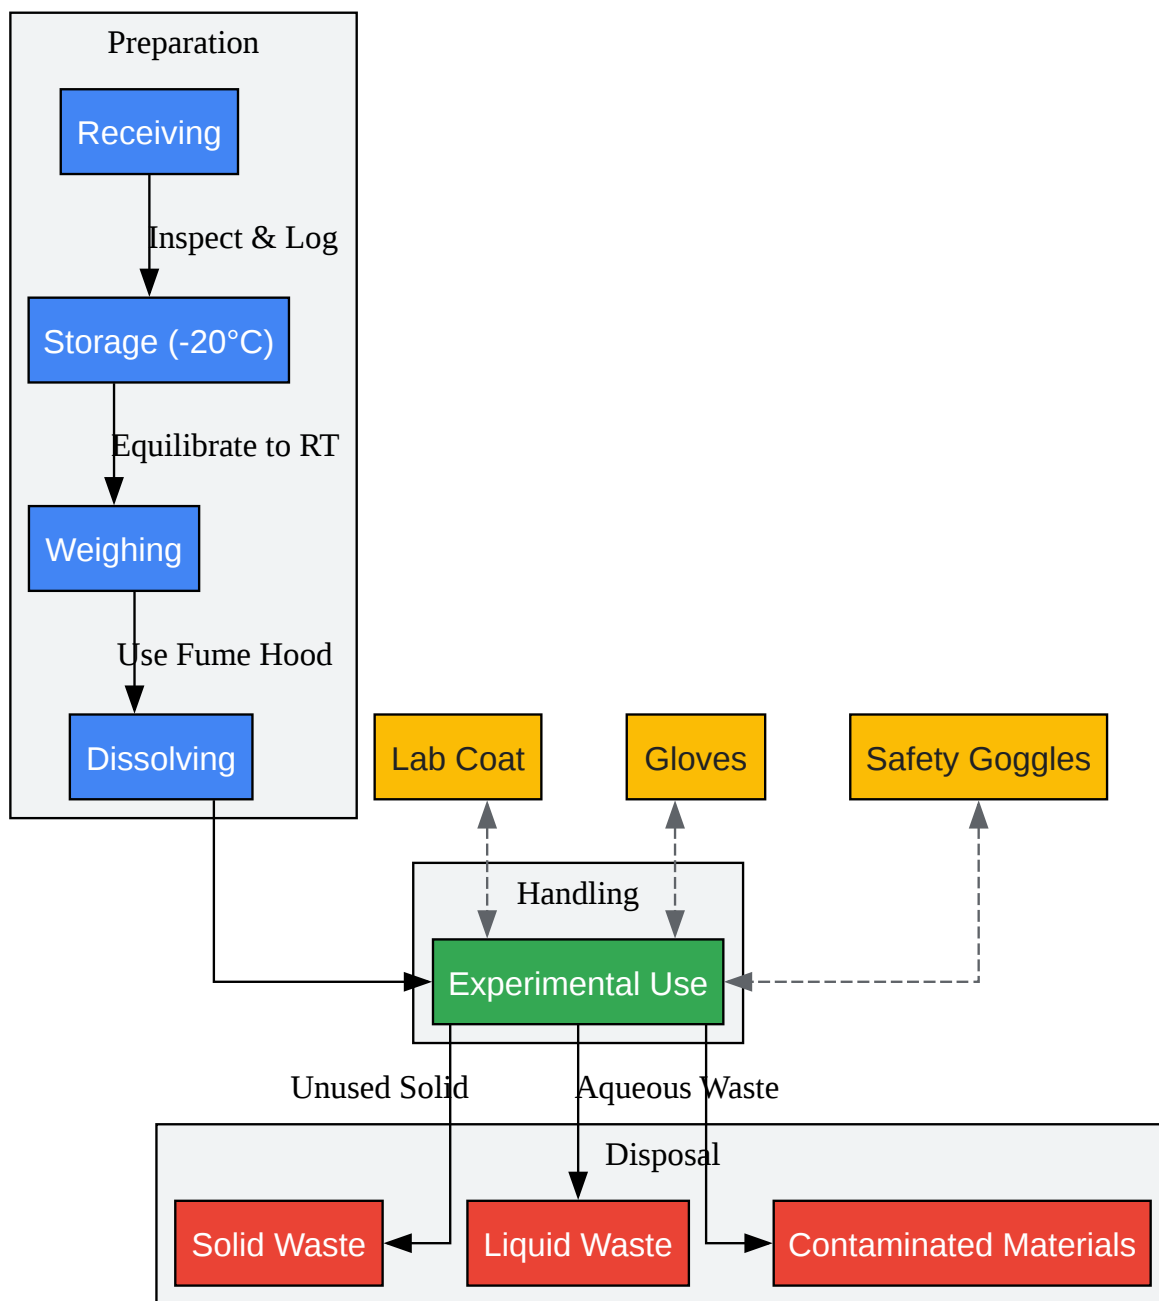 Preparation
Receiving
Inspect & Log
Storage (-20°C)
Equilibrate to RT
Weighing
Use Fume Hood
Dissolving
Lab Coat
Gloves
Safety Goggles
Handling
Experimental Use
Unused Solid
Aqueous Waste
Disposal
Solid Waste
Liquid Waste
Contaminated Materials